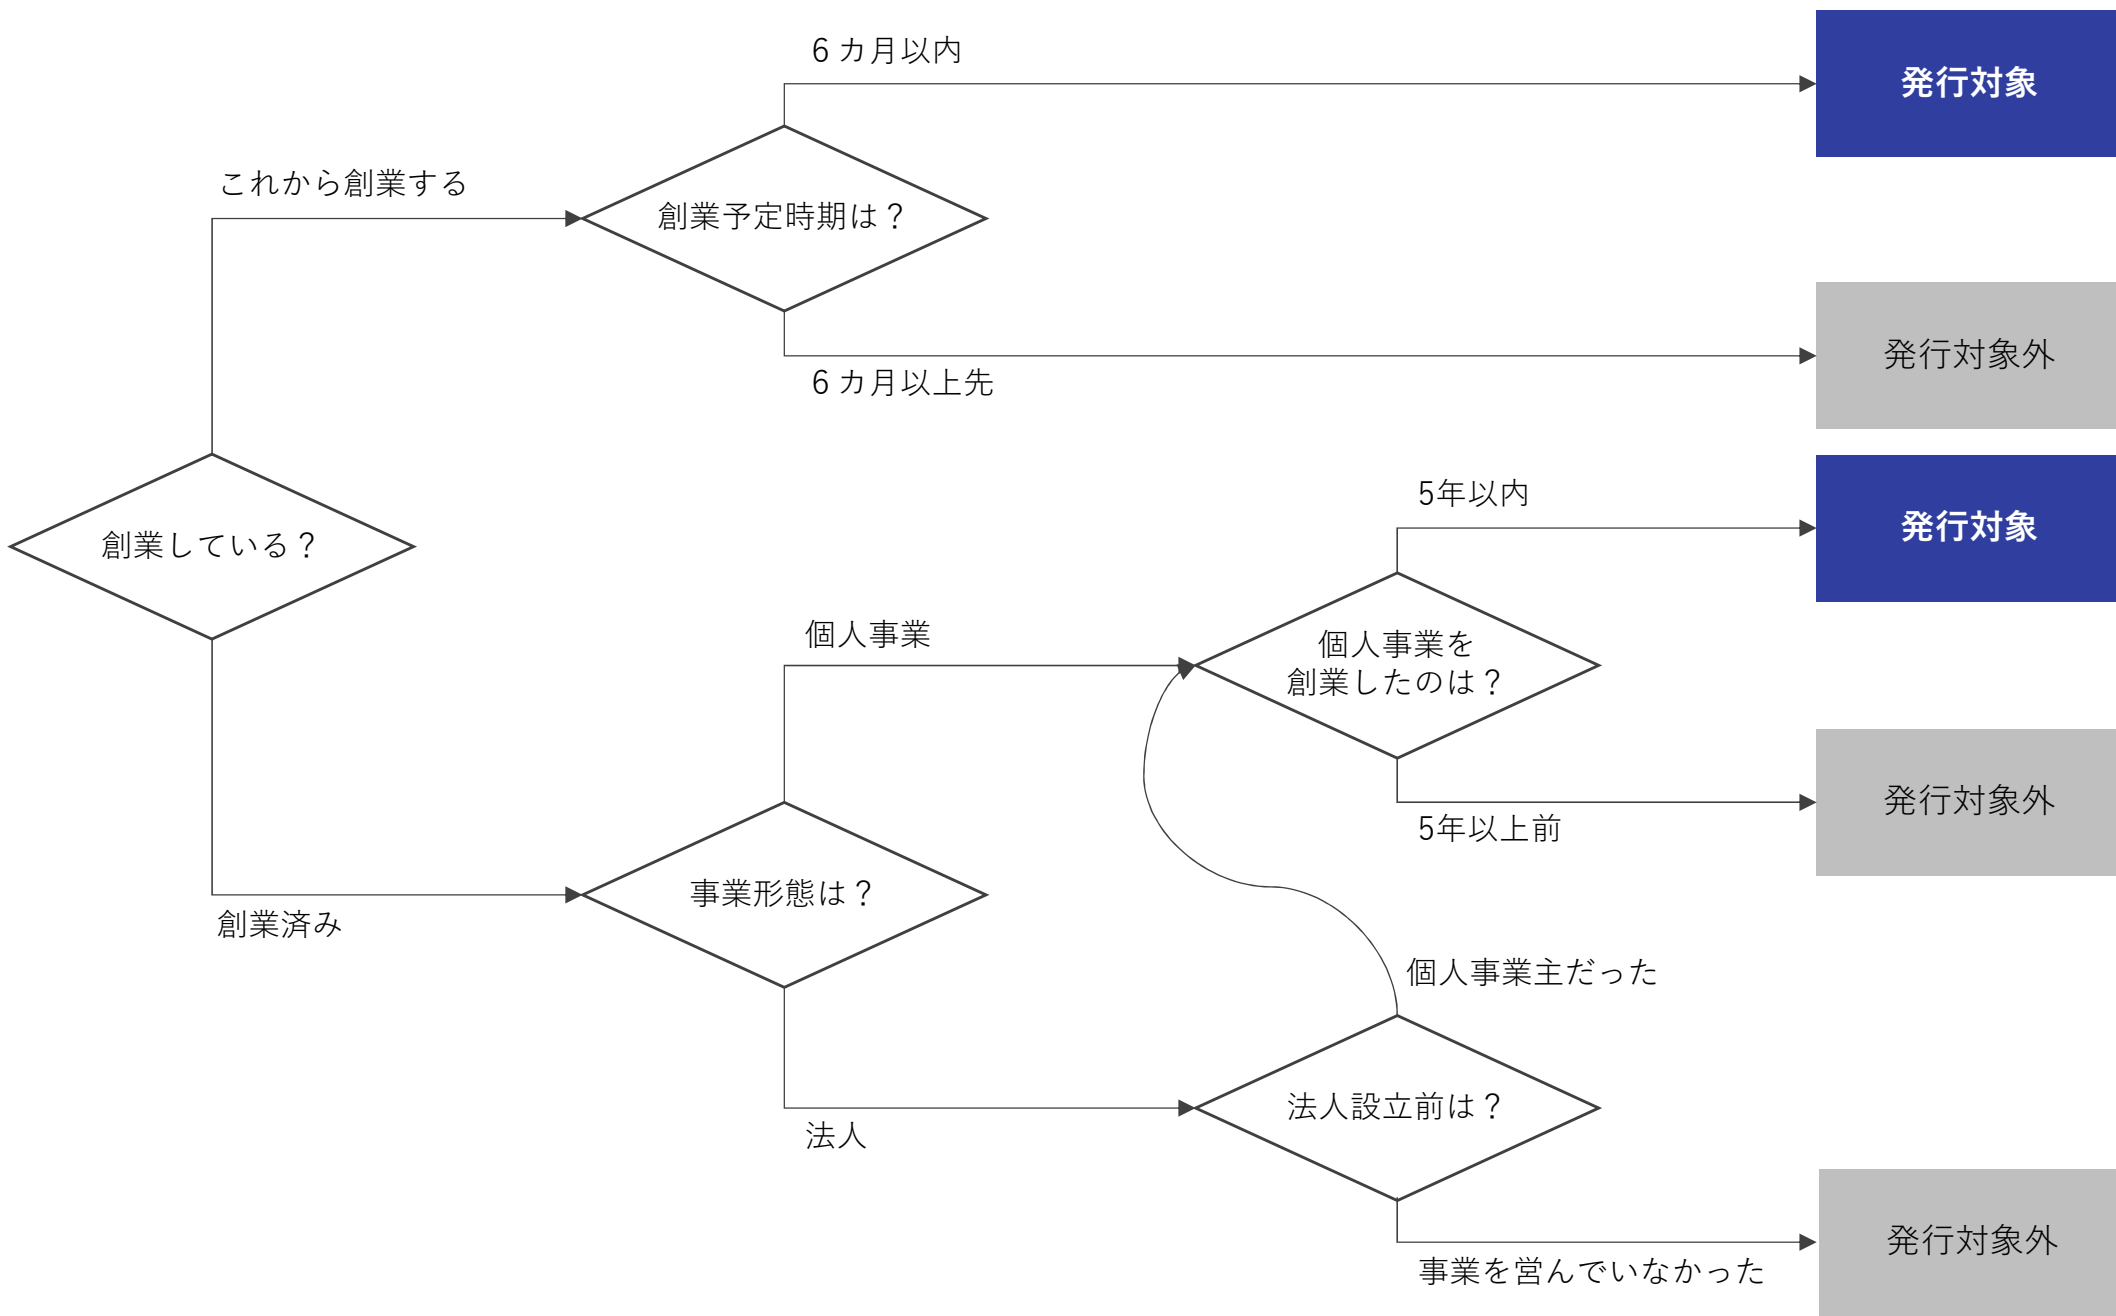 6 カ月以内
発行対象
これから創業する
創業予定時期は？
発行対象外
6 カ月以上先
5年以内
発行対象
創業している？
個人事業
個人事業を
創業したのは？
発行対象外
5年以上前
事業形態は？
創業済み
個人事業主だった
法人
法人設立前は？
発行対象外
事業を営んでいなかった